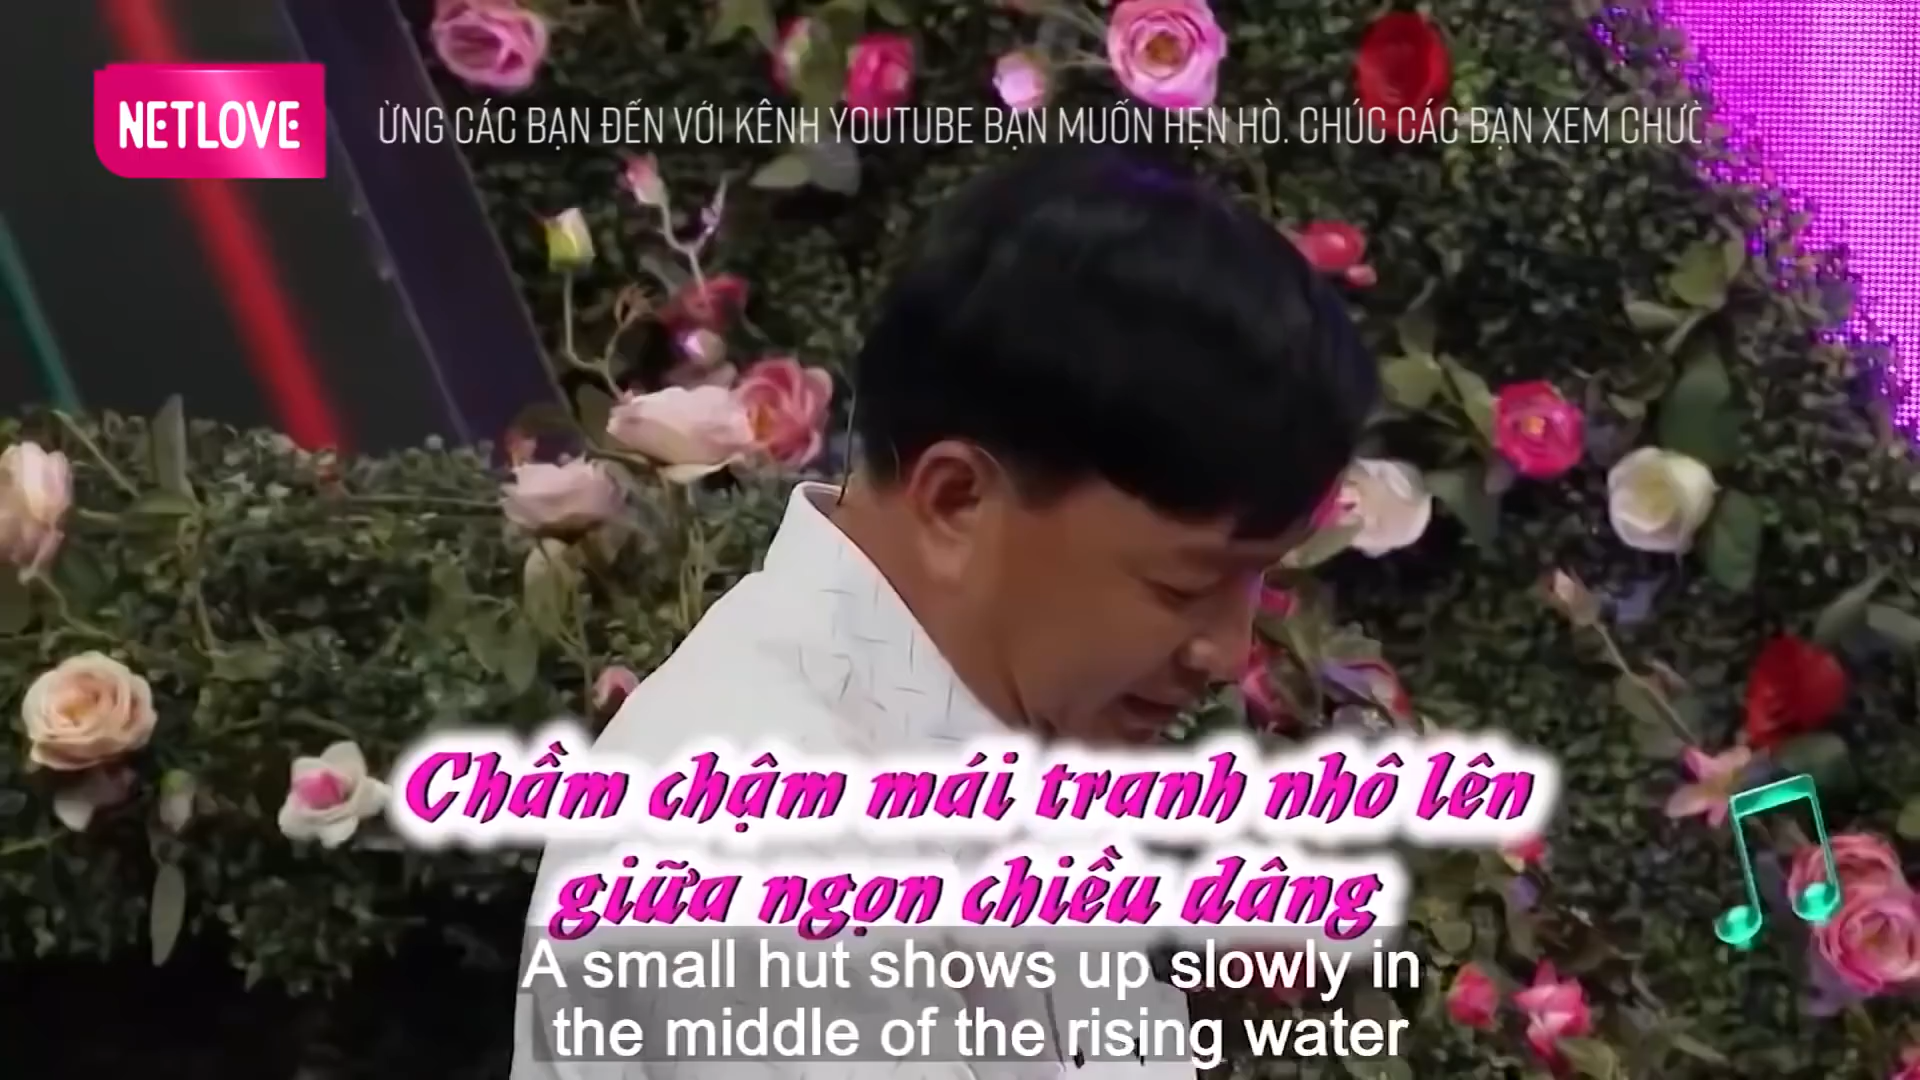 NETLOVE
ỪNG CÁC BẠN ĐẾN VỚI KÊNH YOUTUBE BẠN MUỐN HẸN HÒ. CHÚC CÁC BẠN XEM CHƯƠ
Chầm chậm mái tranh nhô lên
giữa ngọn chiều dâng
A small hut shows up slowly in
the middle of the rising water